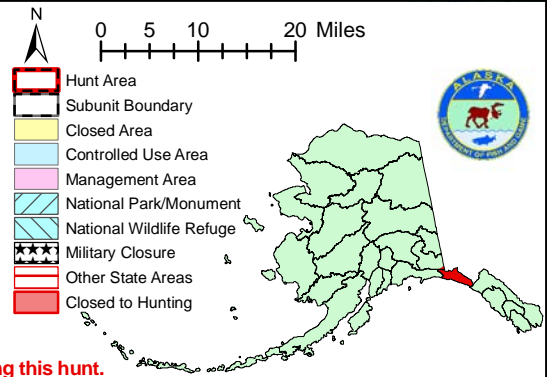 N
0 5 10 20 Miles
Hunt Area
Subunit Boundary
Closed Area
Controlled Use Area
Management Area
National Park/Monument
National Wildlife Refuge
Military Closure
Other State Areas
Closed to Hunting
ALASKA
DEPARTMENT OF FISH AND GAME
ng this hunt.